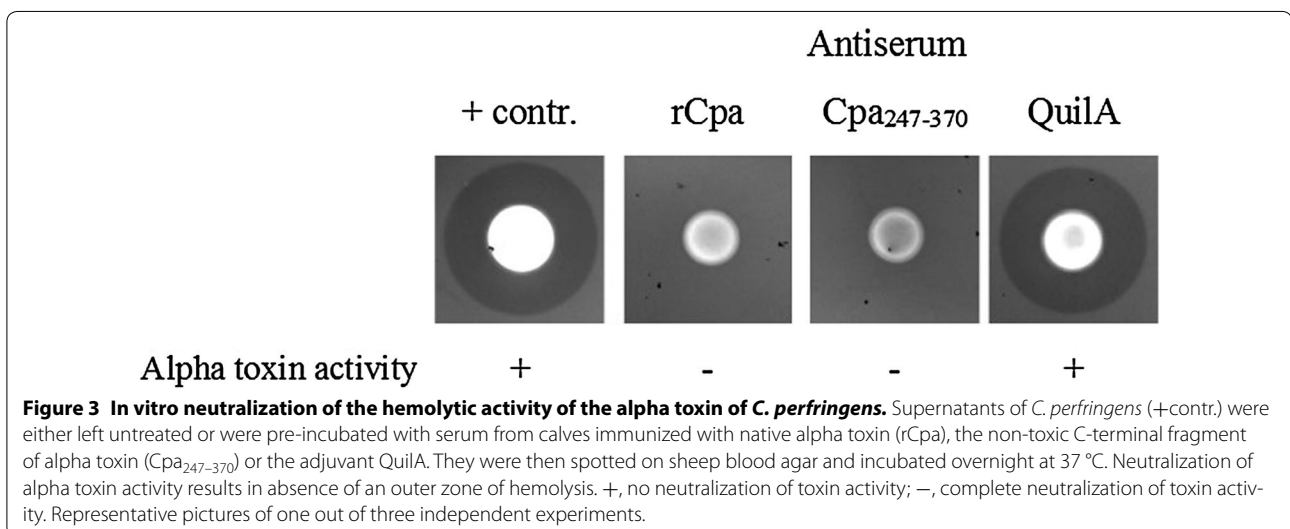 Antiserum
+ contr. rCpa Cpa247-370 QuilA
Alpha toxin activity + - - +
Figure 3 In vitro neutralization of the hemolytic activity of the alpha toxin of C. perfringens. Supernatants of C. perfringens (+contr.) were
either left untreated or were pre-incubated with serum from calves immunized with native alpha toxin (rCpa), the non-toxic C-terminal fragment
of alpha toxin (Cpa247–370) or the adjuvant QuilA. They were then spotted on sheep blood agar and incubated overnight at 37 °C. Neutralization of
alpha toxin activity results in absence of an outer zone of hemolysis. +, no neutralization of toxin activity; −, complete neutralization of toxin activ-
ity. Representative pictures of one out of three independent experiments.